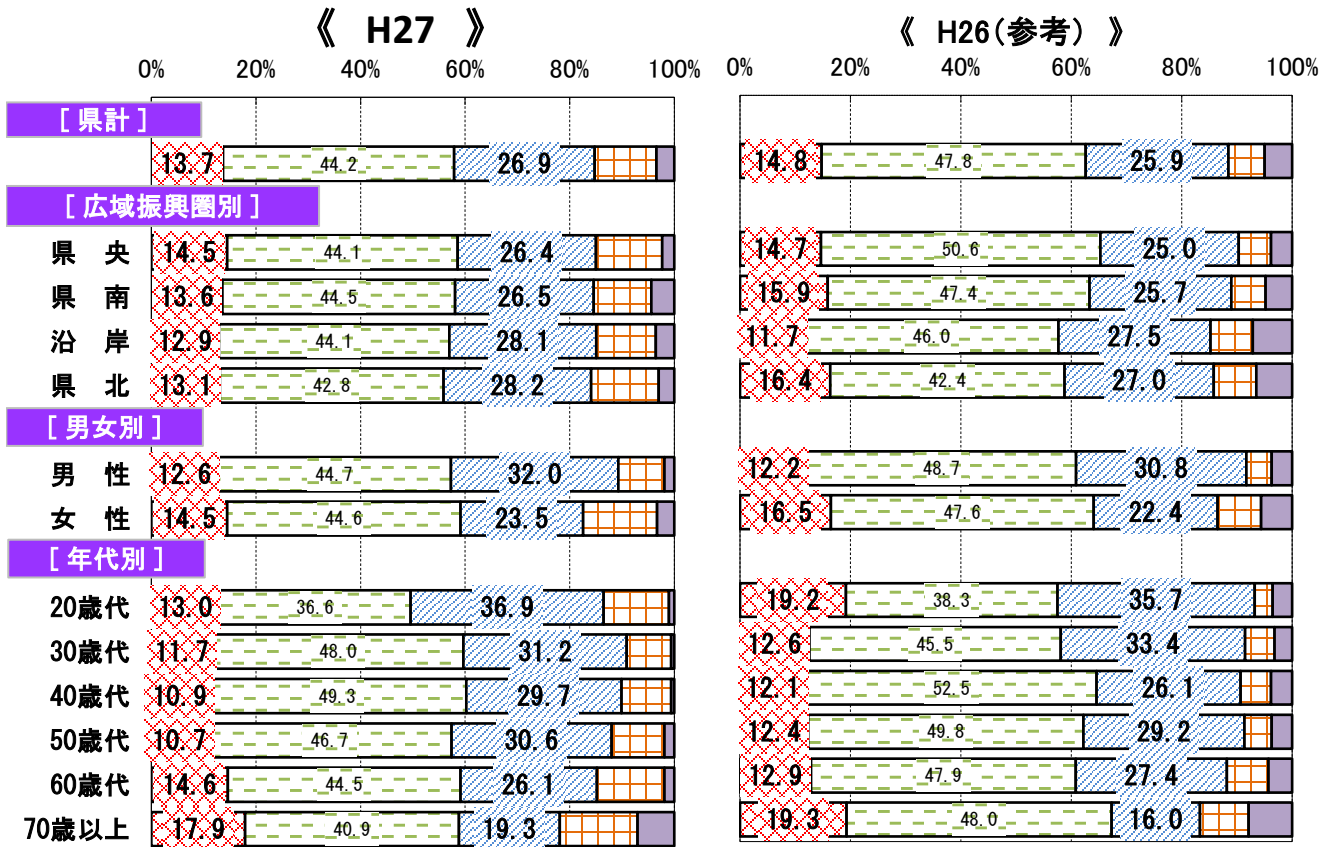 《 H27 》
《 H26（参考） 》
0% 20% 40% 60% 80% 100%
0% 20% 40% 60% 80% 100%
［県計］
13.7 44.2 26.9
14.8 47.8 25.9
［広域振興圏別］
県 央 14.5 44.1 26.4
14.7 50.6 25.0
県 南 13.6 44.5 26.5
15.9 47.4 25.7
沿 岸 12.9 44.1 28.1
11.7 46.0 27.5
県 北 13.1 42.8 28.2
16.4 42.4 27.0
［男女別］
男 性 12.6 44.7 32.0
12.2 48.7 30.8
女 性 14.5 44.6 23.5
16.5 47.6 22.4
［年代別］
20歳代 13.0 36.6 36.9
19.2 38.3 35.7
30歳代 11.7 48.0 31.2
12.6 45.5 33.4
40歳代 10.9 49.3 29.7
12.1 52.5 26.1
50歳代 10.7 46.7 30.6
12.4 49.8 29.2
60歳代 14.6 44.5 26.1
12.9 47.9 27.4
70歳以上 17.9 40.9 19.3
19.3 48.0 16.0